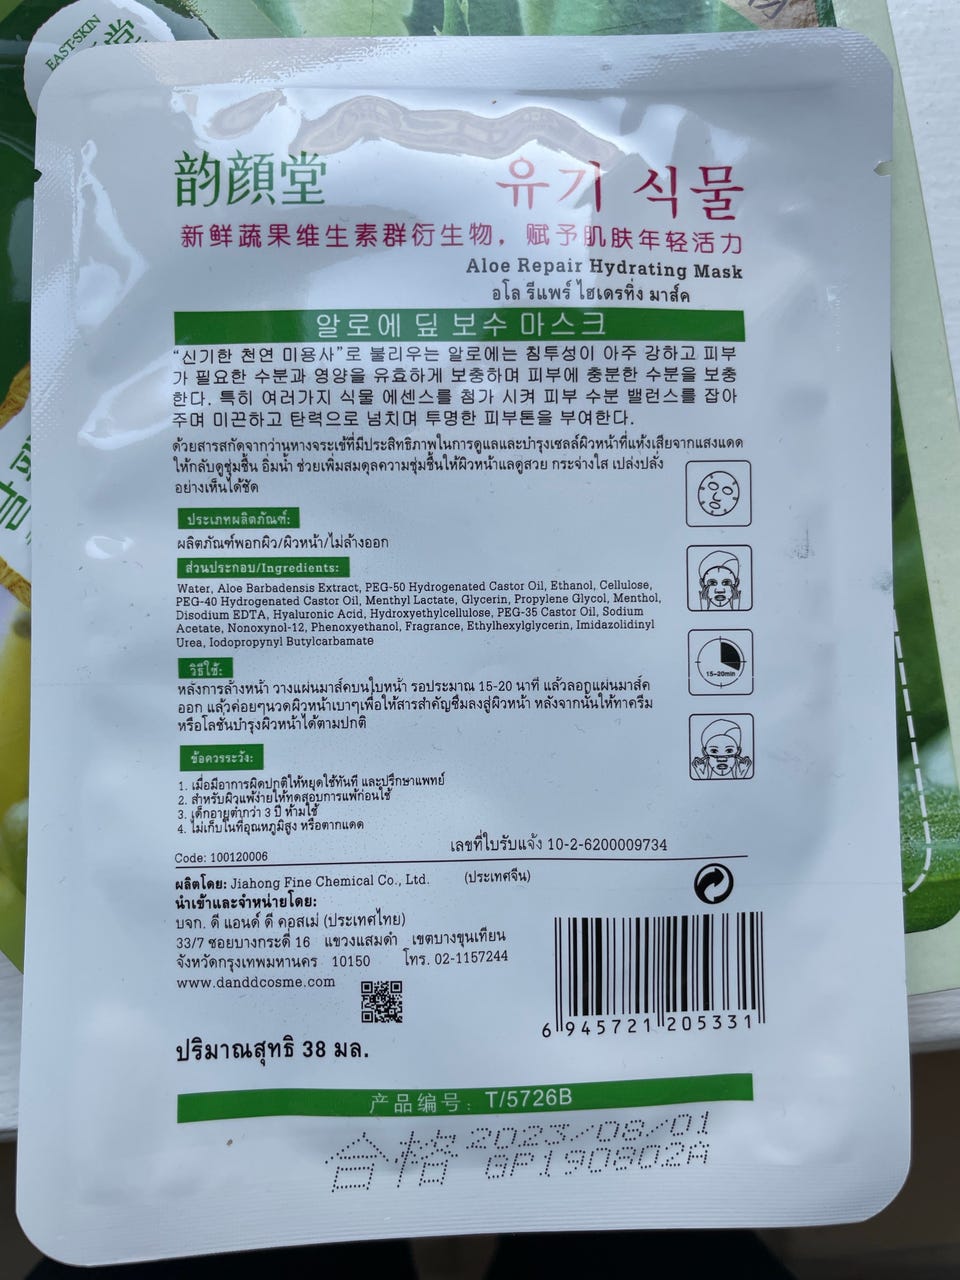 EAST-SKIN
韵颜堂
유기 식물
新鲜蔬果维生素群衍生物，赋予肌肤年轻活力
Aloe Repair Hydrating Mask
อโล รีแพร์ ไฮเดรทติ่ง มาส์ค
알로에 딮 보수 마스크
“신기한 천연 미용사”로 불리우는 알로에는 침투성이 아주 강하고 피부
가 필요한 수분과 영양을 유효하게 보충하며 피부에 충분한 수분을 보충
한다. 특히 여러가지 식물 에센스를 첨가 시켜 피부 수분 밸런스를 잡아
주며 미끈하고 탄력으로 넘치며 투명한 피부톤을 부여한다.
ด้วยสารสกัดจากว่านหางจระเข้ที่มีประสิทธิภาพในการดูแลและบำรุงเซลล์ผิวหน้าที่แห้งเสียจากแสงแดด
ให้กลับดูชุ่มชื้น อิ่มน้ำ ช่วยเพิ่มสมดุลความชุ่มชื้นให้ผิวหน้าแลดูสวย กระจ่างใส เปล่งปลั่ง
อย่างเห็นได้ชัด
ประเภทผลิตภัณฑ์:
ผลิตภัณฑ์พอกผิว/ผิวหน้า/ไม่ล้างออก
ส่วนประกอบ/Ingredients:
Water, Aloe Barbadensis Extract, PEG-50 Hydrogenated Castor Oil, Ethanol, Cellulose,
PEG-40 Hydrogenated Castor Oil, Menthyl Lactate, Glycerin, Propylene Glycol, Menthol,
Disodium EDTA, Hyaluronic Acid, Hydroxyethylcellulose, PEG-35 Castor Oil, Sodium
Acetate, Nonoxynol-12, Phenoxyethanol, Fragrance, Ethylhexylglycerin, Imidazolidinyl
Urea, Iodopropynyl Butylcarbamate
วิธีใช้:
หลังการล้างหน้า วางแผ่นมาส์คบนใบหน้า รอประมาณ 15-20 นาที แล้วลอกแผ่นมาส์ค
ออก แล้วค่อยๆนวดผิวหน้าเบาๆเพื่อให้สารสำคัญซึมลงสู่ผิวหน้า หลังจากนั้นให้ทาครีม
หรือโลชั่นบำรุงผิวหน้าได้ตามปกติ
15-20min
ข้อควรระวัง:
1. เมื่อมีอาการผิดปกติให้หยุดใช้ทันที และปรึกษาแพทย์
2. สำหรับผิวแพ้ง่ายให้ทดสอบการแพ้ก่อนใช้
3. เด็กอายุต่ำกว่า 3 ปี ห้ามใช้
4. ไม่เก็บในที่อุณหภูมิสูง หรือตากแดด
เลขที่ใบรับแจ้ง 10-2-6200009734
Code: 100120006
ผลิตโดย: Jiahong Fine Chemical Co., Ltd. (ประเทศจีน)
นำเข้าและจำหน่ายโดย:
บจก. ดี แอนด์ ดี คอสเม่ (ประเทศไทย)
33/7 ซอยบางกระดี่ 16 แขวงแสมดำ เขตบางขุนเทียน
จังหวัดกรุงเทพมหานคร 10150 โทร. 02-1157244
www.danddcosme.com
6 945721 205331
ปริมาณสุทธิ 38 มล.
产品编号: T/5726B
合格 2023/08/01
GP190802A